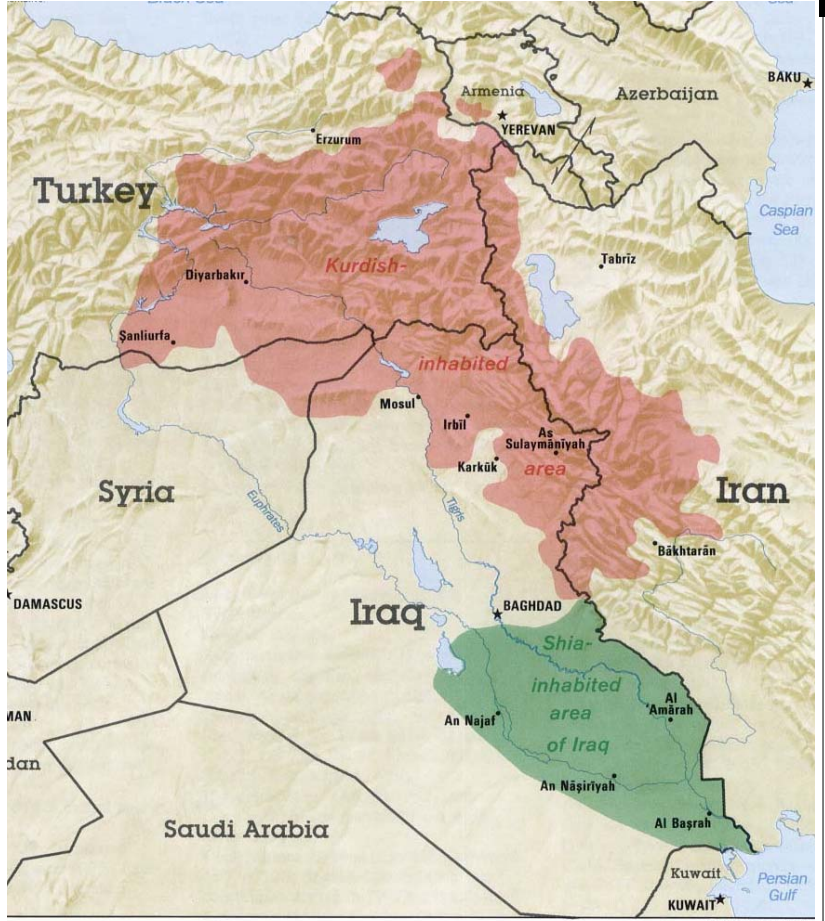 Black Sea
Sea
BAKU
Armenia
Azerbaijan
YEREVAN
Erzurum
Turkey
Caspian
Sea
Tabrīz
Kurdish-
Diyarbakır
Şanliurfa
inhabited
Mosul
Irbīl
As
Sulaymānīyah
Karkūk
area
Syria
Iran
Euphrates
Tigris
Bākhtarān
DAMASCUS
Iraq
BAGHDAD
Shia-
inhabited
area
of Iraq
Al
'Amārah
An Najaf
MAN
dan
An Nāşirīyah
Al Başrah
Saudi Arabia
Kuwait
KUWAIT
Persian
Gulf